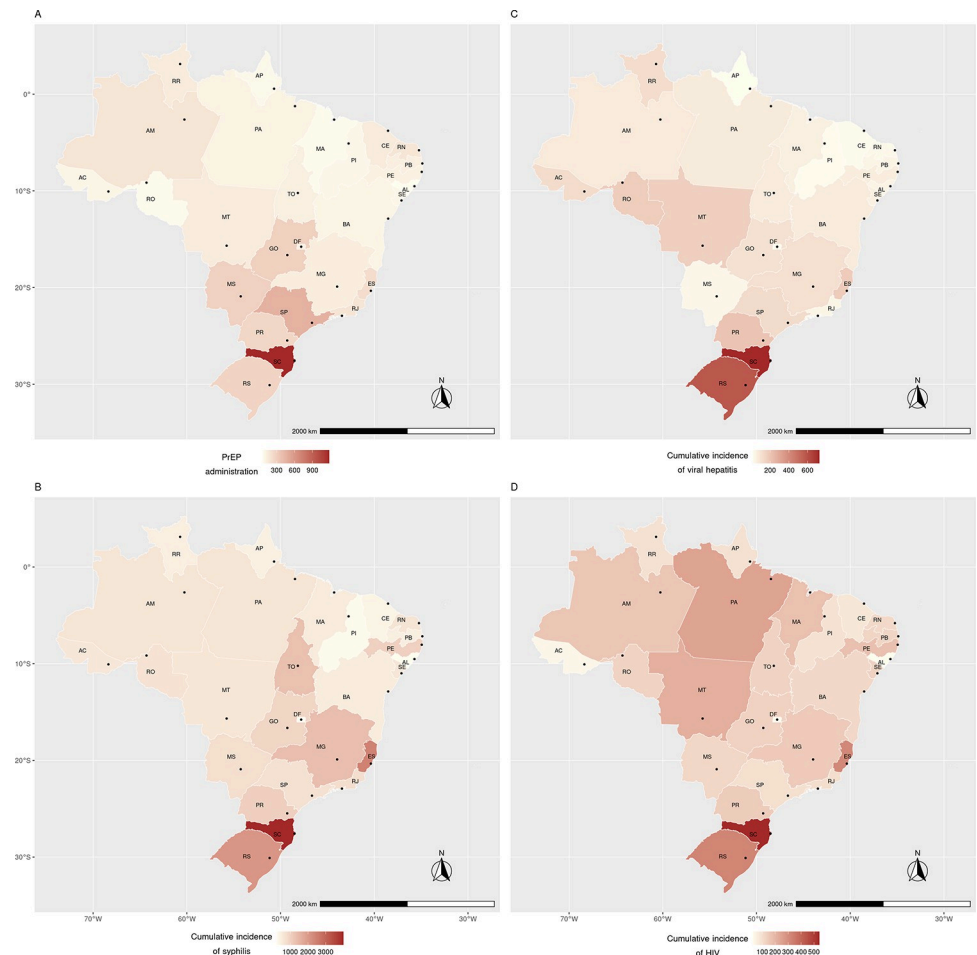 A
RR
AP
AM
PA
MA
CE
RN
PB
PI
PE
AL
SE
AC
RO
TO
BA
MT
DF
GO
MG
MS
ES
SP
RJ
PR
SC
RS
0°
10°S
20°S
30°S
N
2000 km
PrEP
administration
300 600 900
C
RR
AP
AM
PA
MA
CE
RN
PB
PI
PE
AL
SE
AC
RO
TO
BA
MT
DF
GO
MG
MS
ES
SP
RJ
PR
SC
RS
N
2000 km
Cumulative incidence
of viral hepatitis
200 400 600
B
RR
AP
AM
PA
MA
CE
RN
PB
PI
PE
AL
SE
AC
RO
TO
BA
MT
DF
GO
MG
MS
ES
SP
RJ
PR
SC
RS
0°
10°S
20°S
30°S
N
2000 km
70°W 60°W 50°W 40°W 30°W
Cumulative incidence
of syphilis
1000 2000 3000
D
RR
AP
AM
PA
MA
CE
RN
PB
PI
PE
AL
SE
AC
RO
TO
BA
MT
DF
GO
MG
MS
ES
SP
RJ
PR
SC
RS
N
2000 km
70°W 60°W 50°W 40°W 30°W
Cumulative incidence
of HIV
100 200 300 400 500